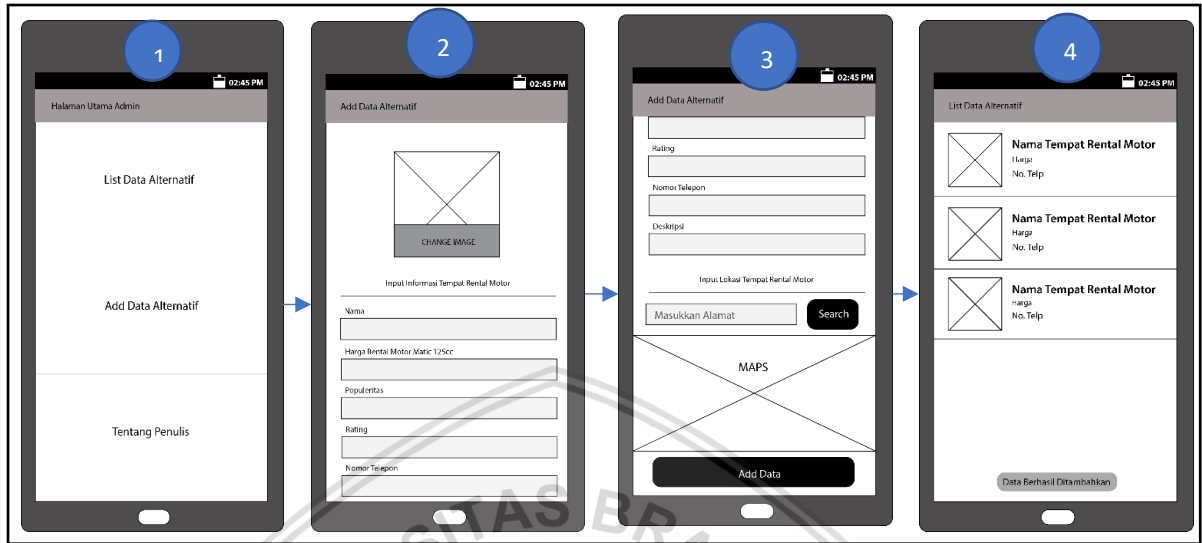 1
02:45 PM
Halaman Utama Admin
List Data Alternatif
Add Data Alternatif
Tentang Penulis
2
02:45 PM
Add Data Alternatif
CHANGE IMAGE
Input Informasi Tempat Rental Motor
Nama
Harga Rental Motor Matic 125cc
Populeritas
Rating
Nomor Telepon
3
02:45 PM
Add Data Alternatif
Rating
Nomor Telepon
Deskripsi
Input Lokasi Tempat Rental Motor
Masukkan Alamat
Search
MAPS
Add Data
4
02:45 PM
List Data Alternatif
Nama Tempat Rental Motor
Harga
No. Telp
Nama Tempat Rental Motor
Harga
No. Telp
Nama Tempat Rental Motor
Harga
No. Telp
Data Berhasil Ditambahkan
SITAS BRA